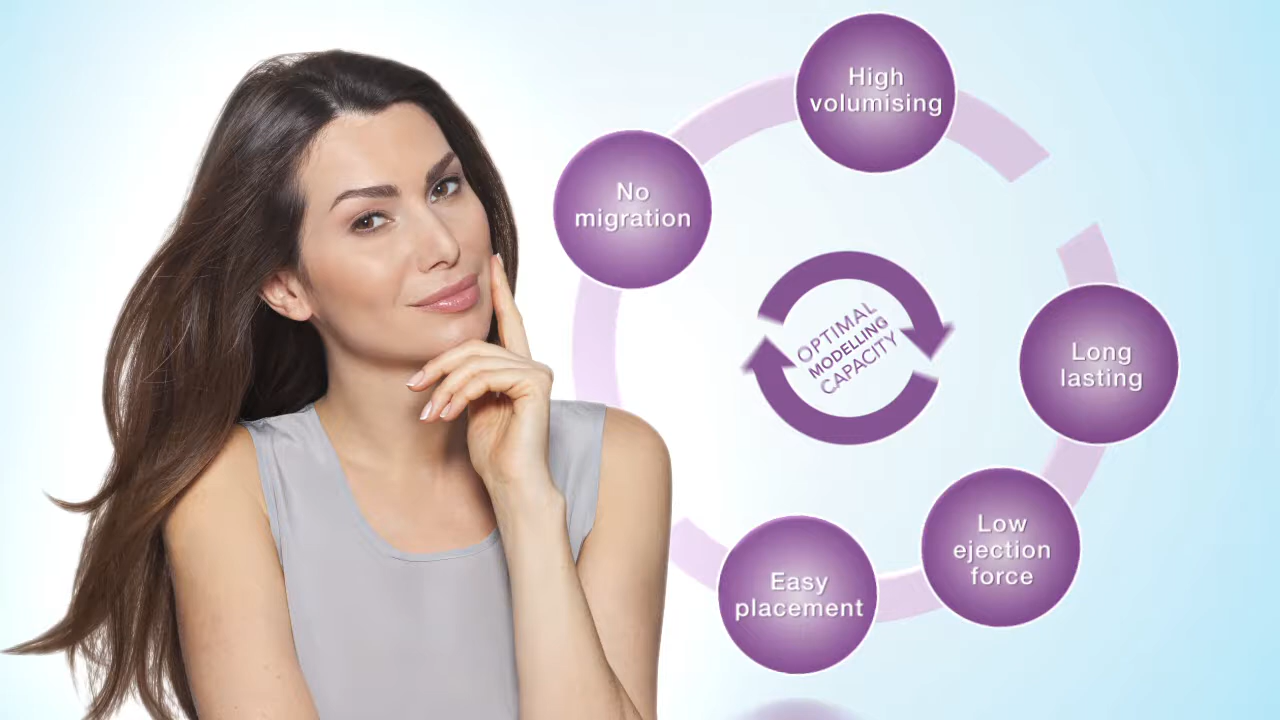 High
volumising
No
migration
OPTIMAL
MODELLING
CAPACITY
Long
lasting
Low
ejection
force
Easy
placement